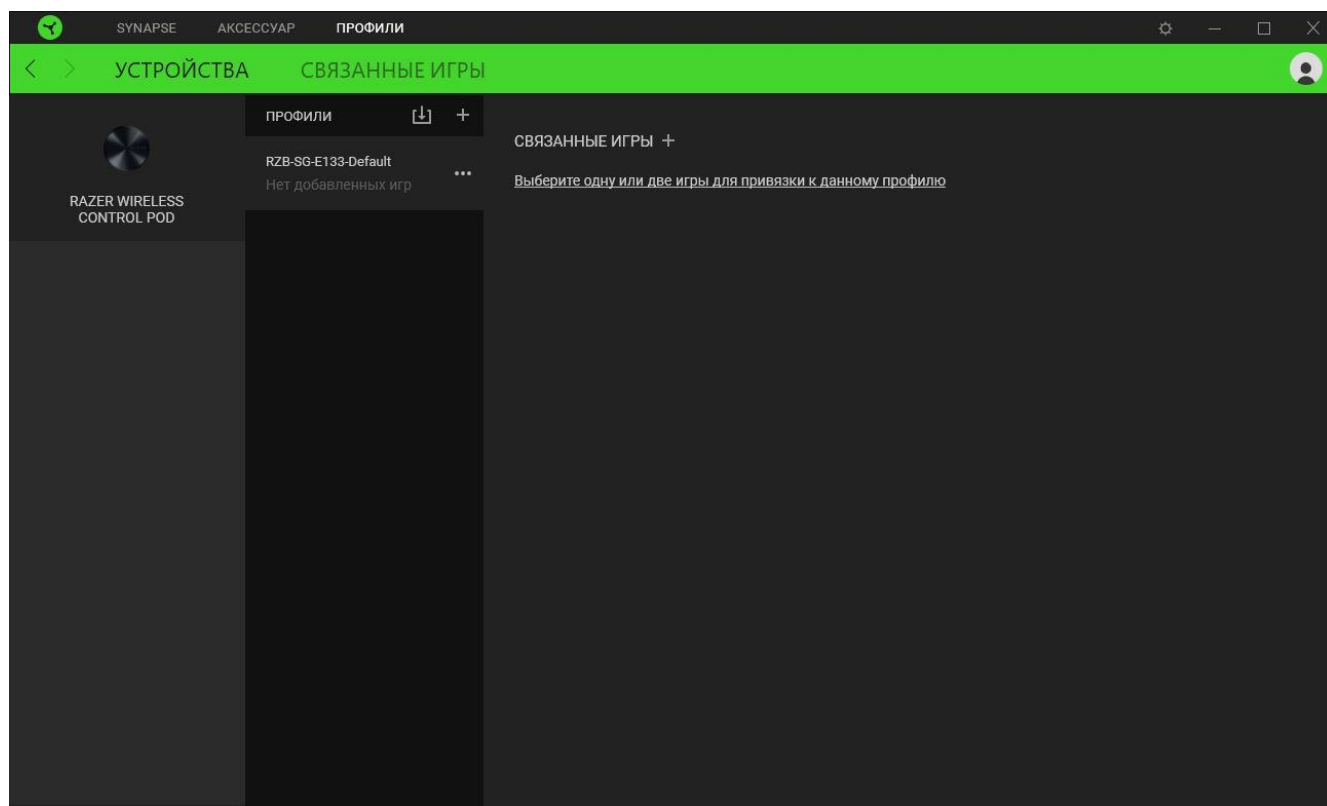 SYNAPSE АКСЕССУАР ПРОФИЛИ
УСТРОЙСТВА СВЯЗАННЫЕ ИГРЫ
RAZER WIRELESS
CONTROL POD
ПРОФИЛИ
RZB-SG-E133-Default
Нет добавленных игр
СВЯЗАННЫЕ ИГРЫ +
Выберите одну или две игры для привязки к данному профилю